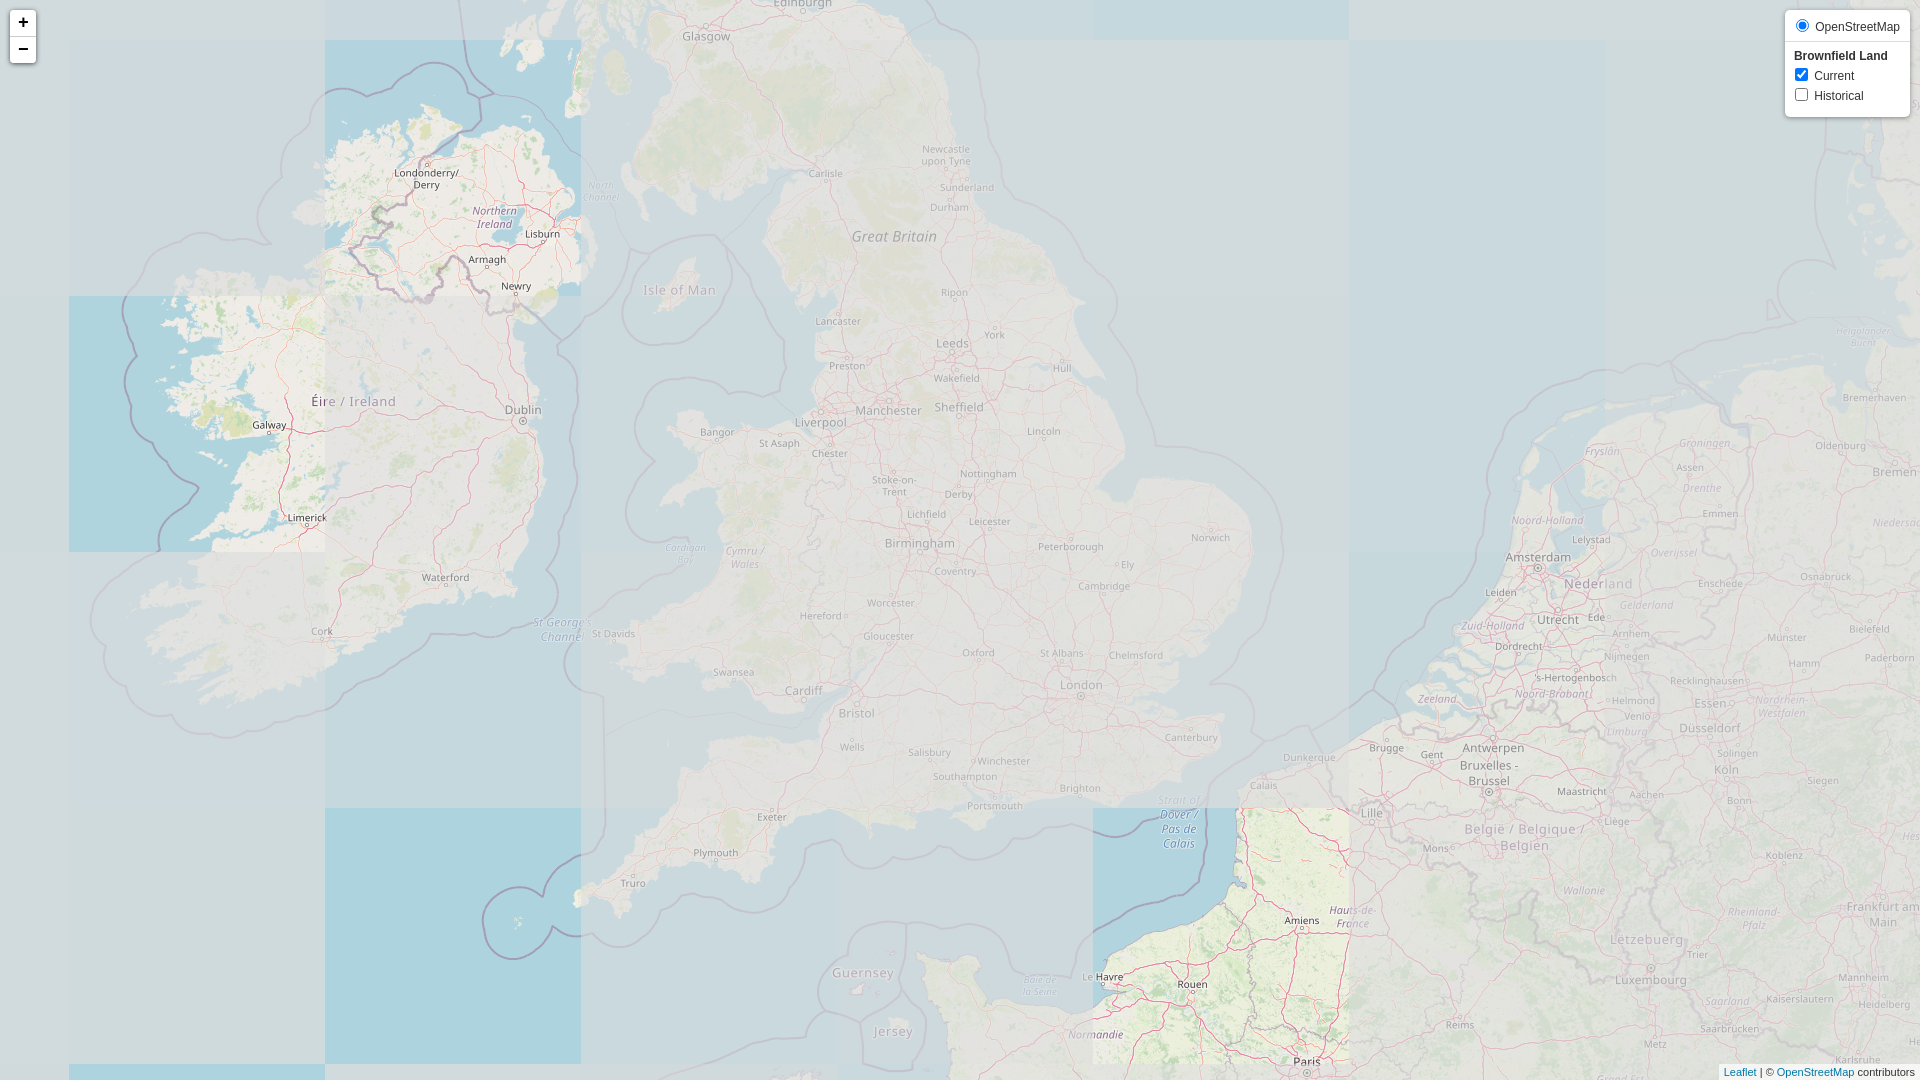 +
−
OpenStreetMap
Brownfield Land
Current
Historical
Edinburgh
Glasgow
Londonderry/
Derry
North
Channel
Newcastle
upon Tyne
Carlisle
Sunderland
Durham
Northern
Ireland
Lisburn
Great Britain
Armagh
Newry
Isle of Man
Ripon
Lancaster
York
Leeds
Preston
Hull
Wakefield
Helgoländer
Bucht
Éire / Ireland
Dublin
Galway
Manchester
Sheffield
Liverpool
Bangor
St Asaph
Chester
Lincoln
Bremerhaven
Groningen
Oldenburg
Fryslân
Assen
Bremen
Drenthe
Nottingham
Stoke-on-
Trent
Derby
Lichfield
Leicester
Limerick
Norwich
Noord-Holland
Emmen
Birmingham
Peterborough
Lelystad
Cardigan
Bay
Cymru /
Wales
Amsterdam
Overijssel
Coventry
Ely
Waterford
Cambridge
Nederland
Enschede
Osnabrück
Leiden
Worcester
Hereford
Gelderland
Utrecht
Ede
St George's
Channel
St Davids
Cork
Gloucester
Zuid-Holland
Arnhem
Münster
Bielefeld
Dordrecht
Nijmegen
Oxford
St Albans
Chelmsford
Hamm
Paderborn
Swansea
Cardiff
London
's-Hertogenbosch
Recklinghausen
Zeeland
Noord-Brabant
Helmond
Essen
Nordrhein-
Westfalen
Bristol
Venlo
Düsseldorf
Limburg
Canterbury
Wells
Salisbury
Winchester
Brugge
Gent
Antwerpen
Dunkerque
Solingen
Southampton
Bruxelles -
Brussel
Köln
Brighton
Calais
Maastricht
Aachen
Siegen
Portsmouth
Strait of
Dover /
Pas de
Calais
Bonn
Exeter
Lille
Liège
België / Belgique /
Belgien
Mons
Plymouth
Koblenz
Truro
Wallonie
Hauts-de-
France
Amiens
Rheinland-
Pfalz
Frankfurt am
Main
Lëtzebuerg
Trier
Guernsey
Le Havre
Baie de
la Seine
Rouen
Luxembourg
Mannheim
Saarland
Kaiserslautern
Heidelberg
Jersey
Normandie
Reims
Saarbrücken
Metz
Paris
Karlsruhe
Leaflet | © OpenStreetMap contributors